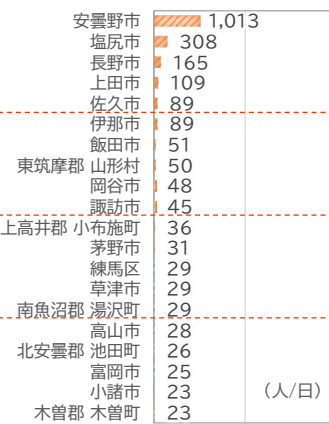 安曇野市 1,013
塩尻市 308
長野市 165
上田市 109
佐久市 89
伊那市 89
飯田市 51
東筑摩郡 山形村 50
岡谷市 48
諏訪市 45
上高井郡 小布施町 36
茅野市 31
練馬区 29
草津市 29
南魚沼郡 湯沢町 29
高山市 28
北安曇郡 池田町 26
富岡市 25
小諸市 23 （人/日）
木曽郡 木曽町 23